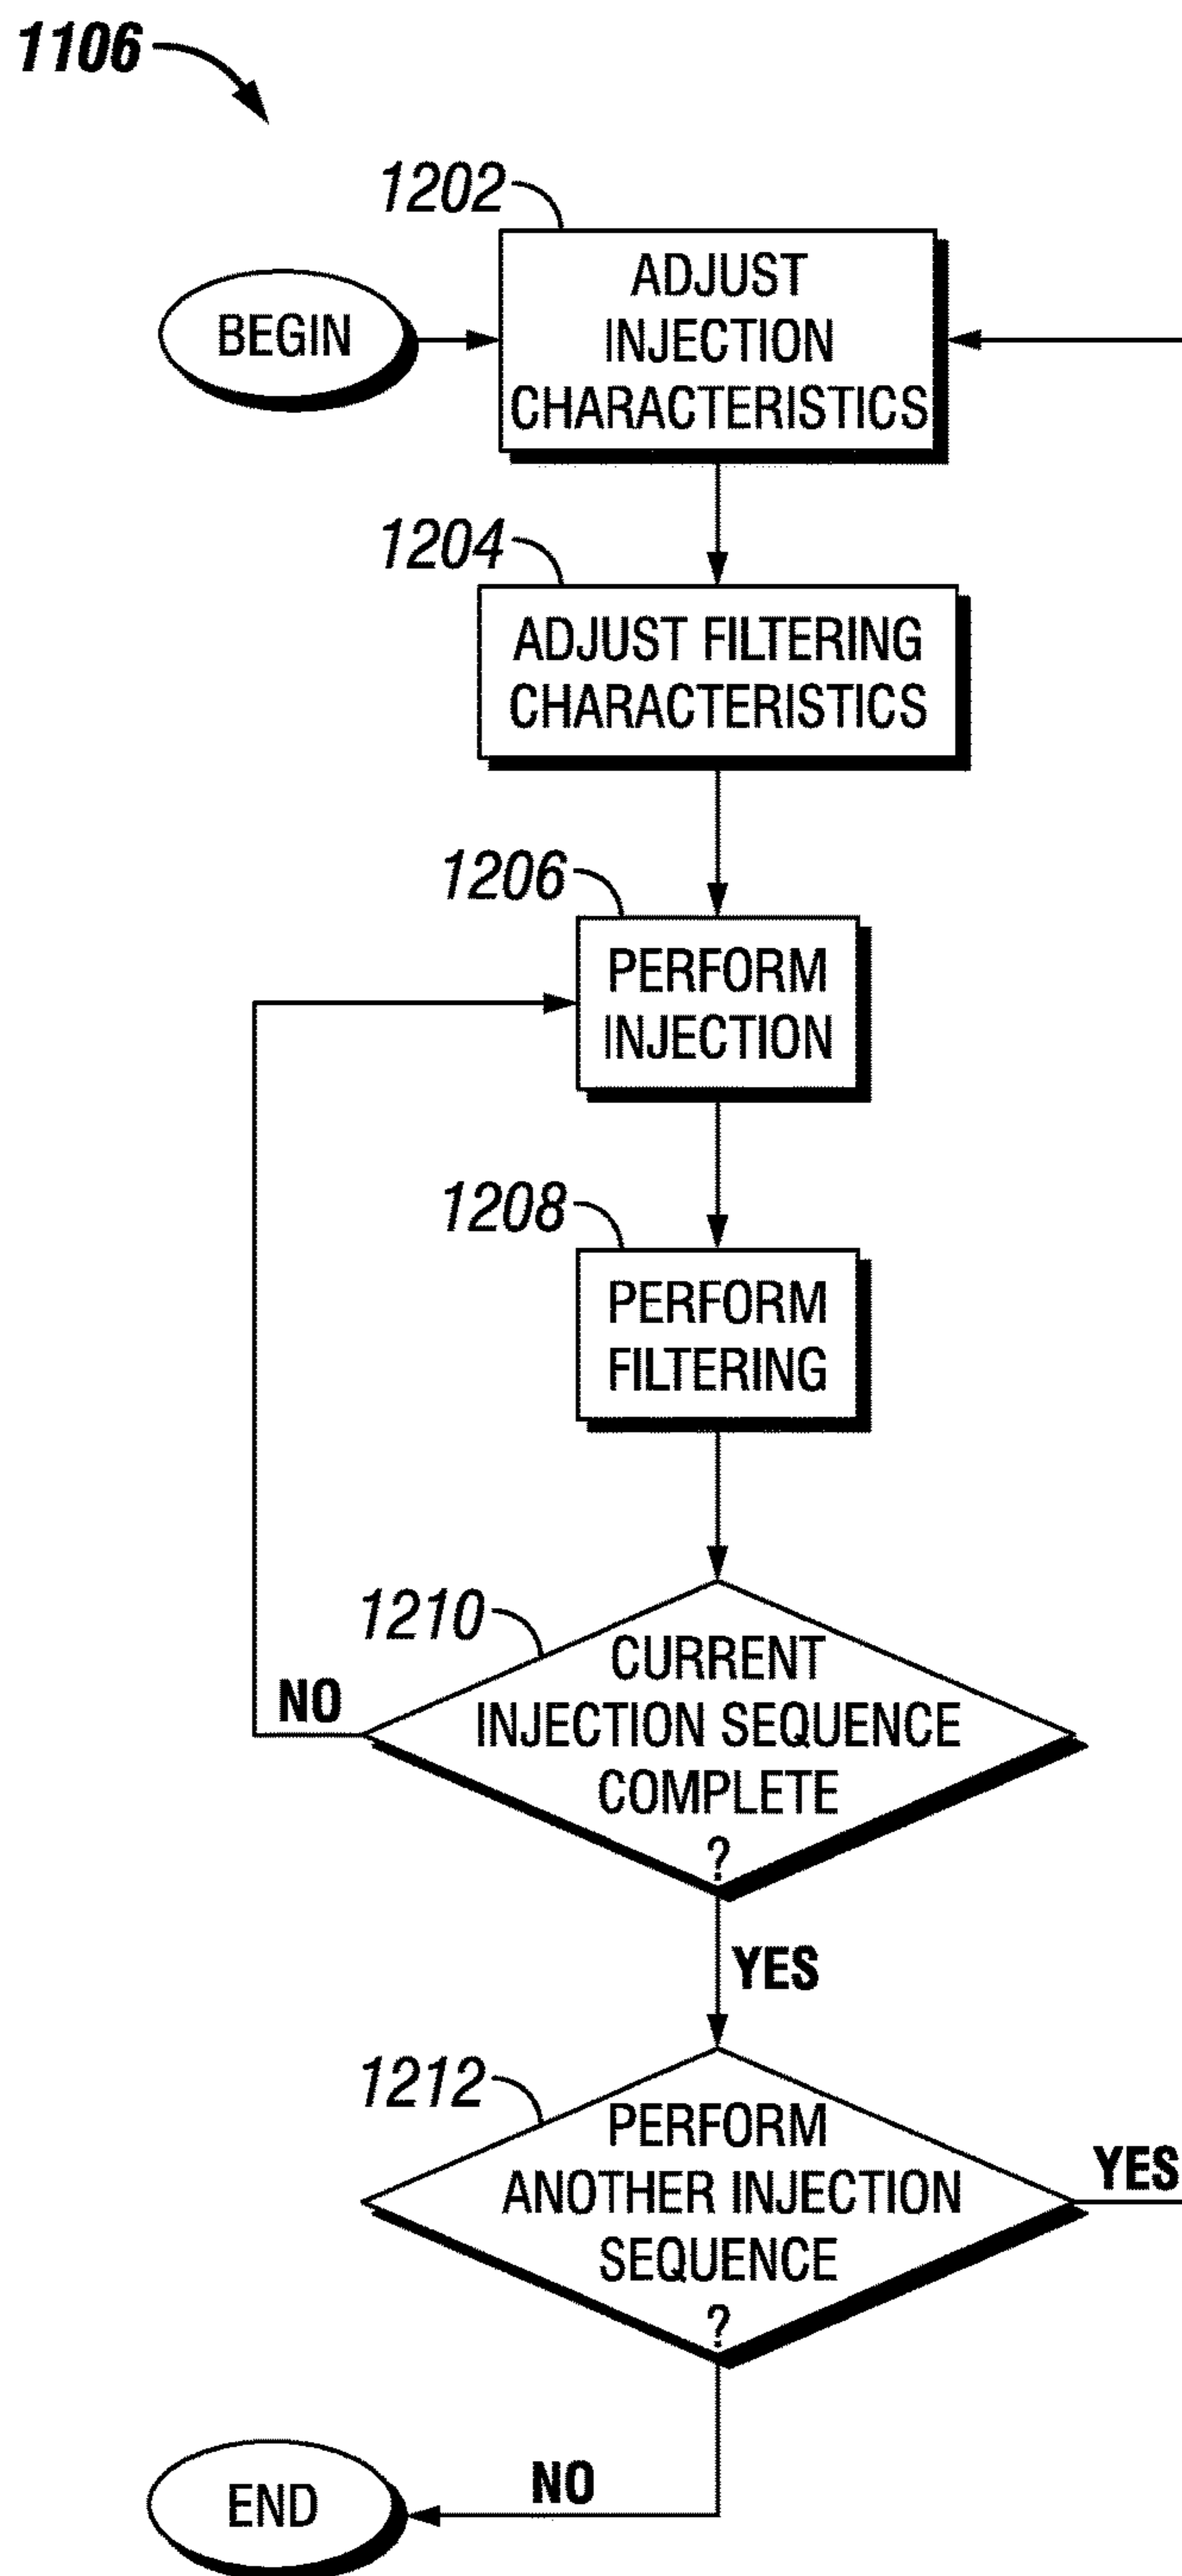 1106
1202
ADJUST
INJECTION
CHARACTERISTICS
BEGIN
1204
ADJUST FILTERING
CHARACTERISTICS
1206
PERFORM
INJECTION
1208
PERFORM
FILTERING
1210
CURRENT
INJECTION SEQUENCE
COMPLETE
?
NO
YES
1212
PERFORM
ANOTHER INJECTION
SEQUENCE
?
YES
NO
END